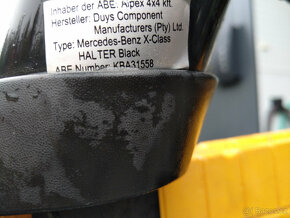 Inhaber der ABE: Alpex 4x4 kft.
Hersteller: Duys Component
Manufacturers (Pty) Ltd.
Type: Mercedes-Benz X-Class
HALTER Black
ABE Number: KBA31558